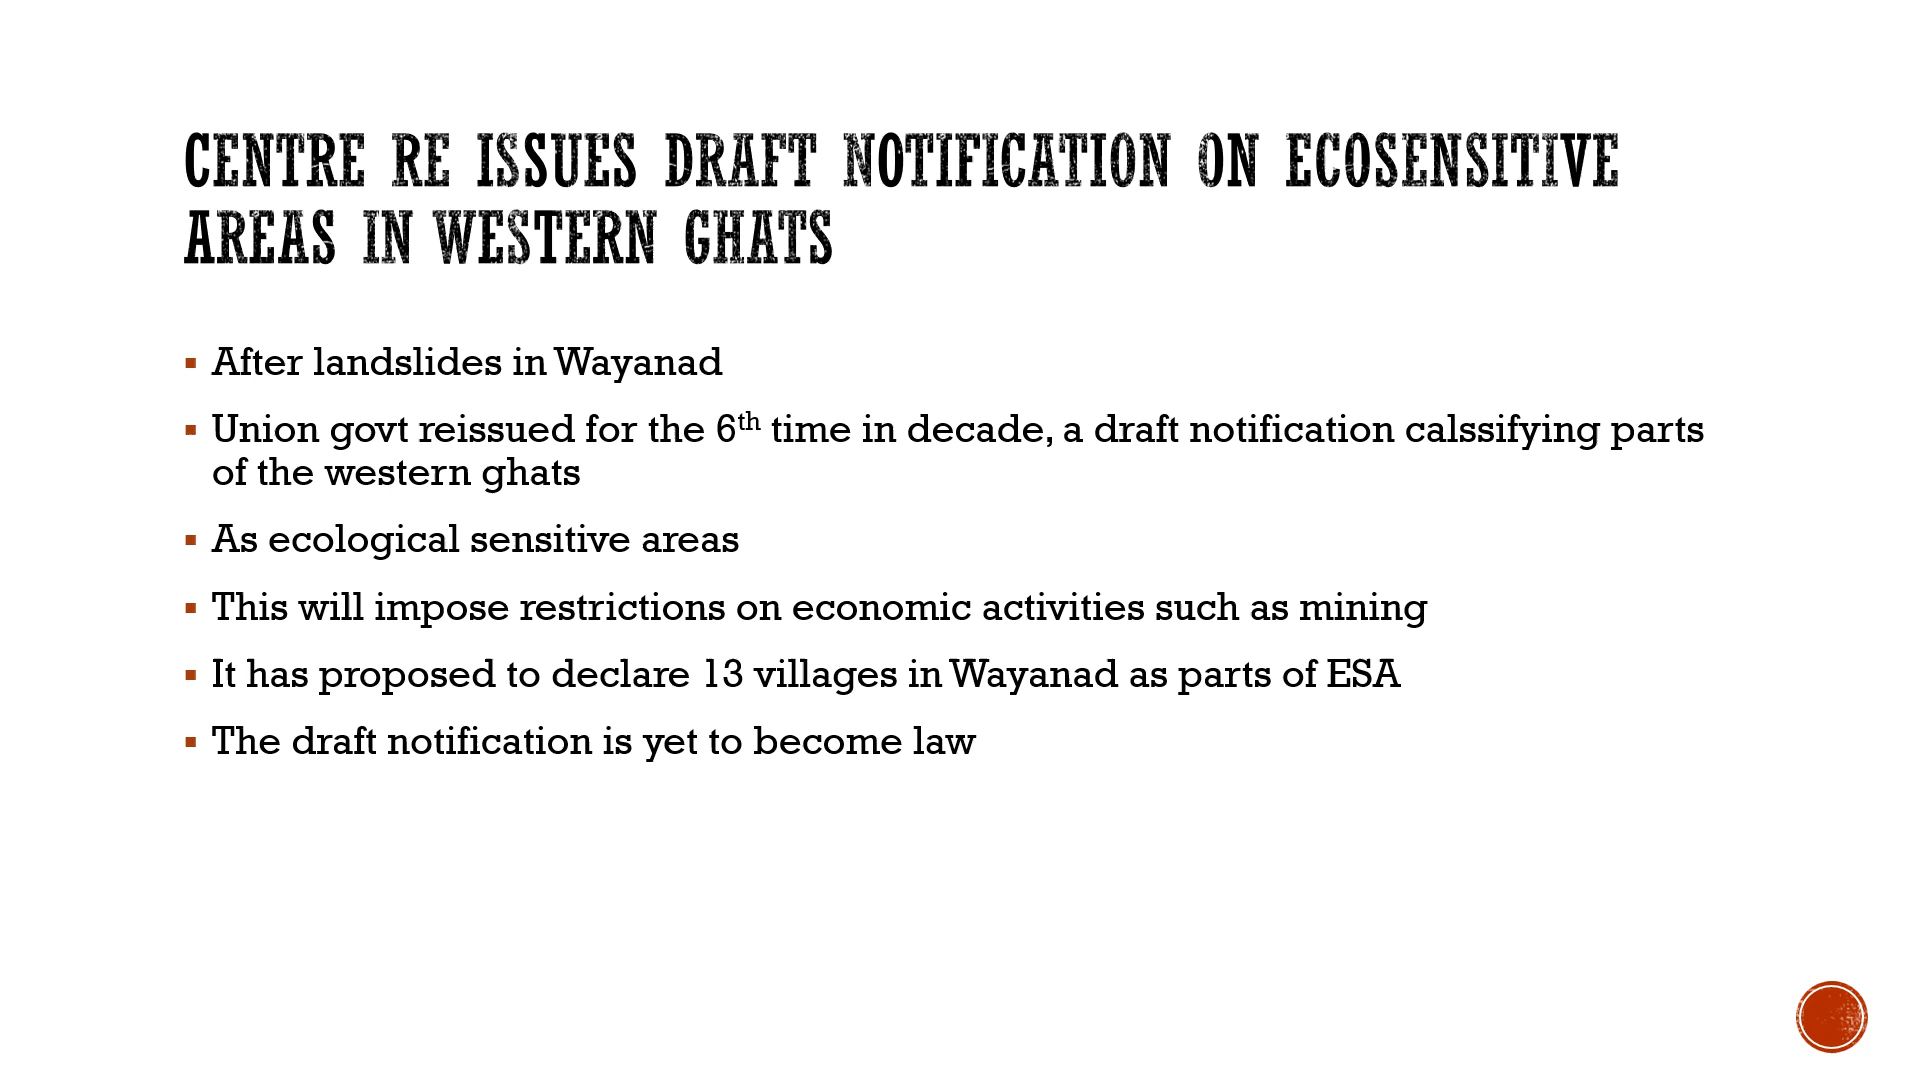 CENTRE RE ISSUES DRAFT NOTIFICATION ON ECOSENSITIVE
AREAS IN WESTERN GHATS
▪ After landslides in Wayanad
▪ Union govt reissued for the 6th time in decade, a draft notification calssifying parts
of the western ghats
▪ As ecological sensitive areas
▪ This will impose restrictions on economic activities such as mining
▪ It has proposed to declare 13 villages in Wayanad as parts of ESA
▪ The draft notification is yet to become law